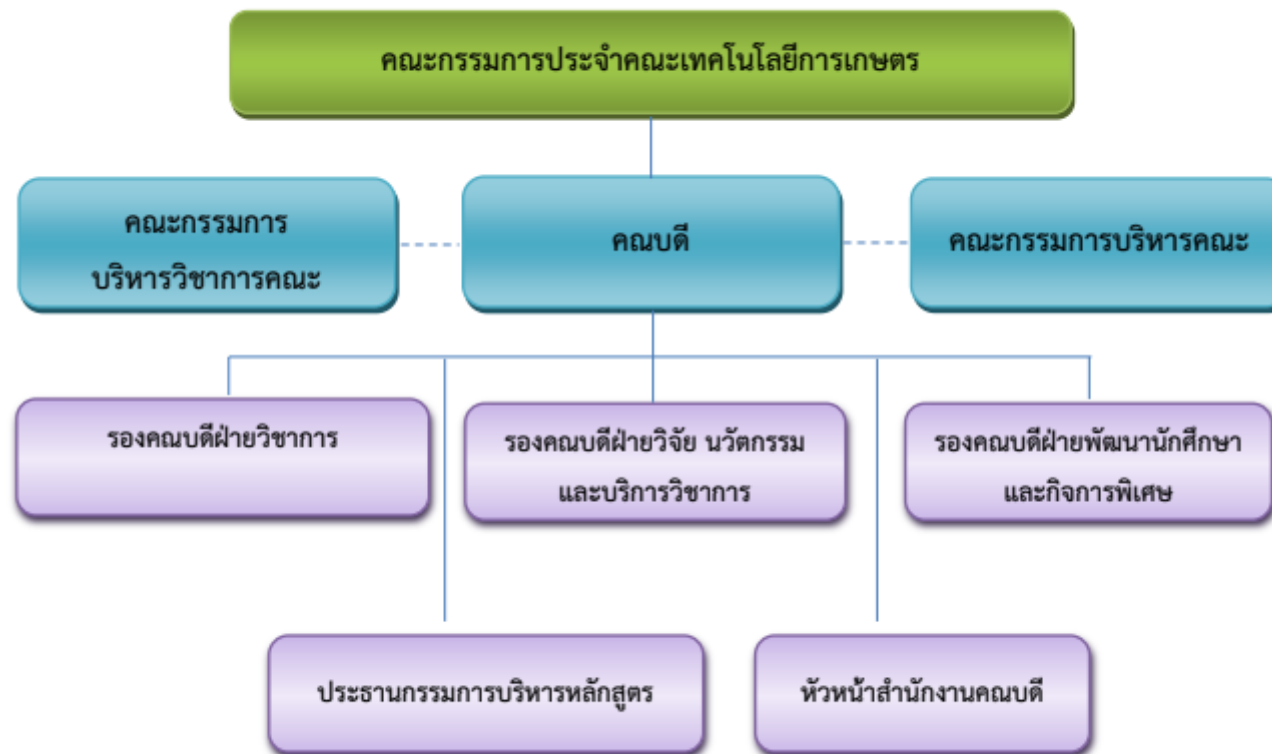 คณะกรรมการประจำคณะเทคโนโลยีการเกษตร
คณะกรรมการ
บริหารวิชาการคณะ
คณบดี
คณะกรรมการบริหารคณะ
รองคณบดีฝ่ายวิชาการ
รองคณบดีฝ่ายวิจัย นวัตกรรม
และบริการวิชาการ
รองคณบดีฝ่ายพัฒนานักศึกษา
และกิจการพิเศษ
ประธานกรรมการบริหารหลักสูตร
หัวหน้าสำนักงานคณบดี